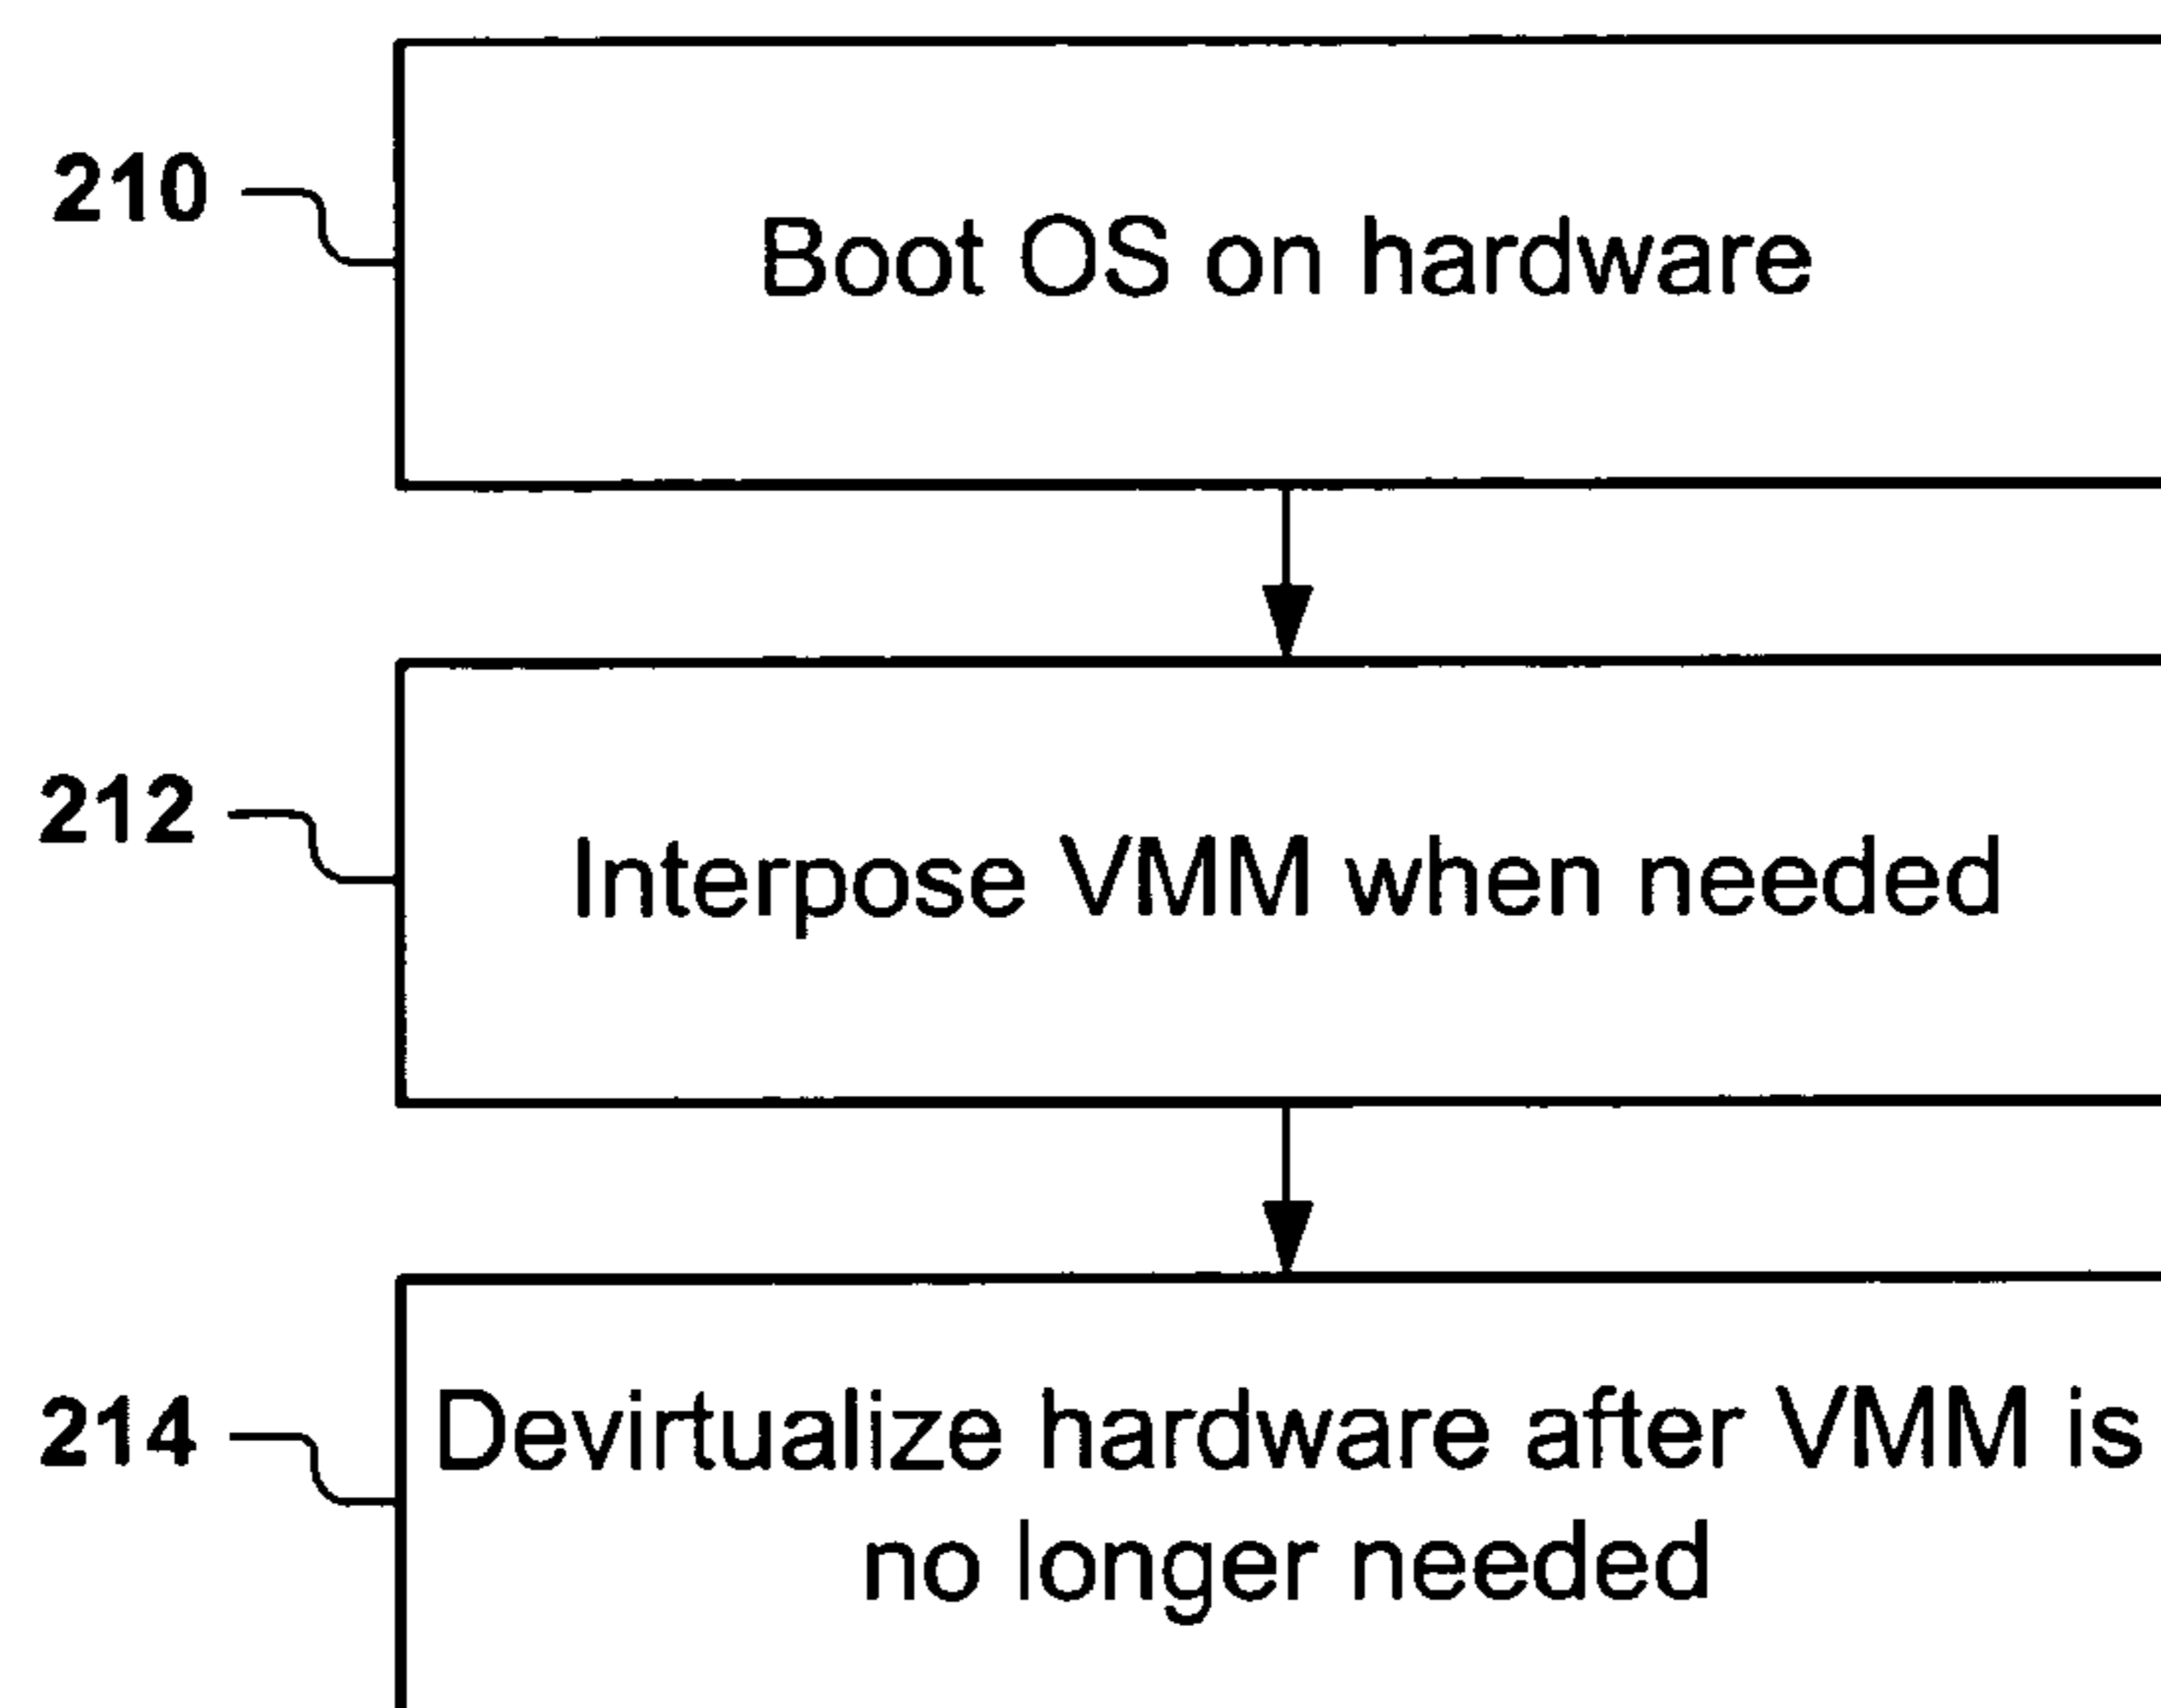 210
Boot OS on hardware
212
Interpose VMM when needed
214
Devirtualize hardware after VMM is
no longer needed